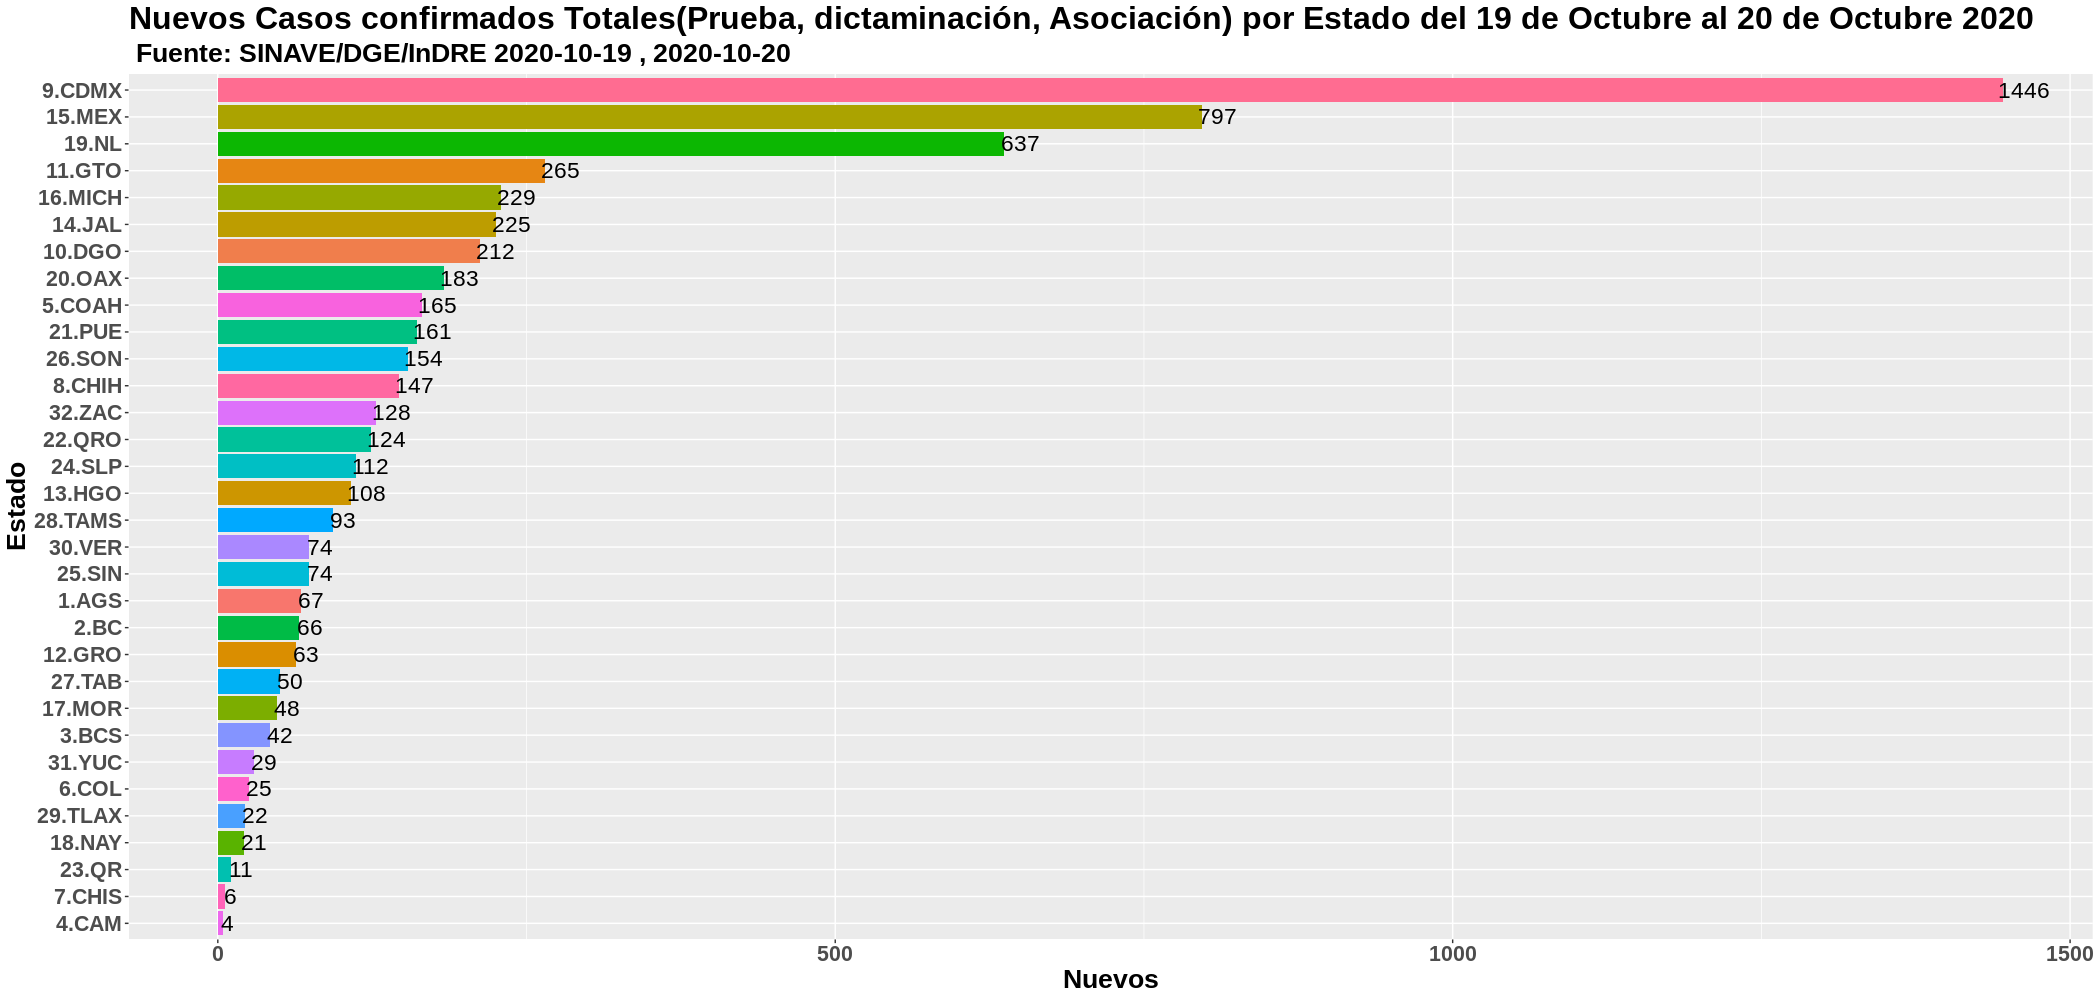 Nuevos Casos confirmados Totales(Prueba, dictaminación, Asociación) por Estado del 19 de Octubre al 20 de Octubre 2020
Fuente: SINAVE/DGE/InDRE 2020-10-19 , 2020-10-20
Estado
9.CDMX 1446
15.MEX 797
19.NL 637
11.GTO 265
16.MICH 229
14.JAL 225
10.DGO 212
20.OAX 183
5.COAH 165
21.PUE 161
26.SON 154
8.CHIH 147
32.ZAC 128
22.QRO 124
24.SLP 112
13.HGO 108
28.TAMS 93
30.VER 74
25.SIN 74
1.AGS 67
2.BC 66
12.GRO 63
27.TAB 50
17.MOR 48
3.BCS 42
31.YUC 29
6.COL 25
29.TLAX 22
18.NAY 21
23.QR 11
7.CHIS 6
4.CAM 4
0 500 1000 1500
Nuevos